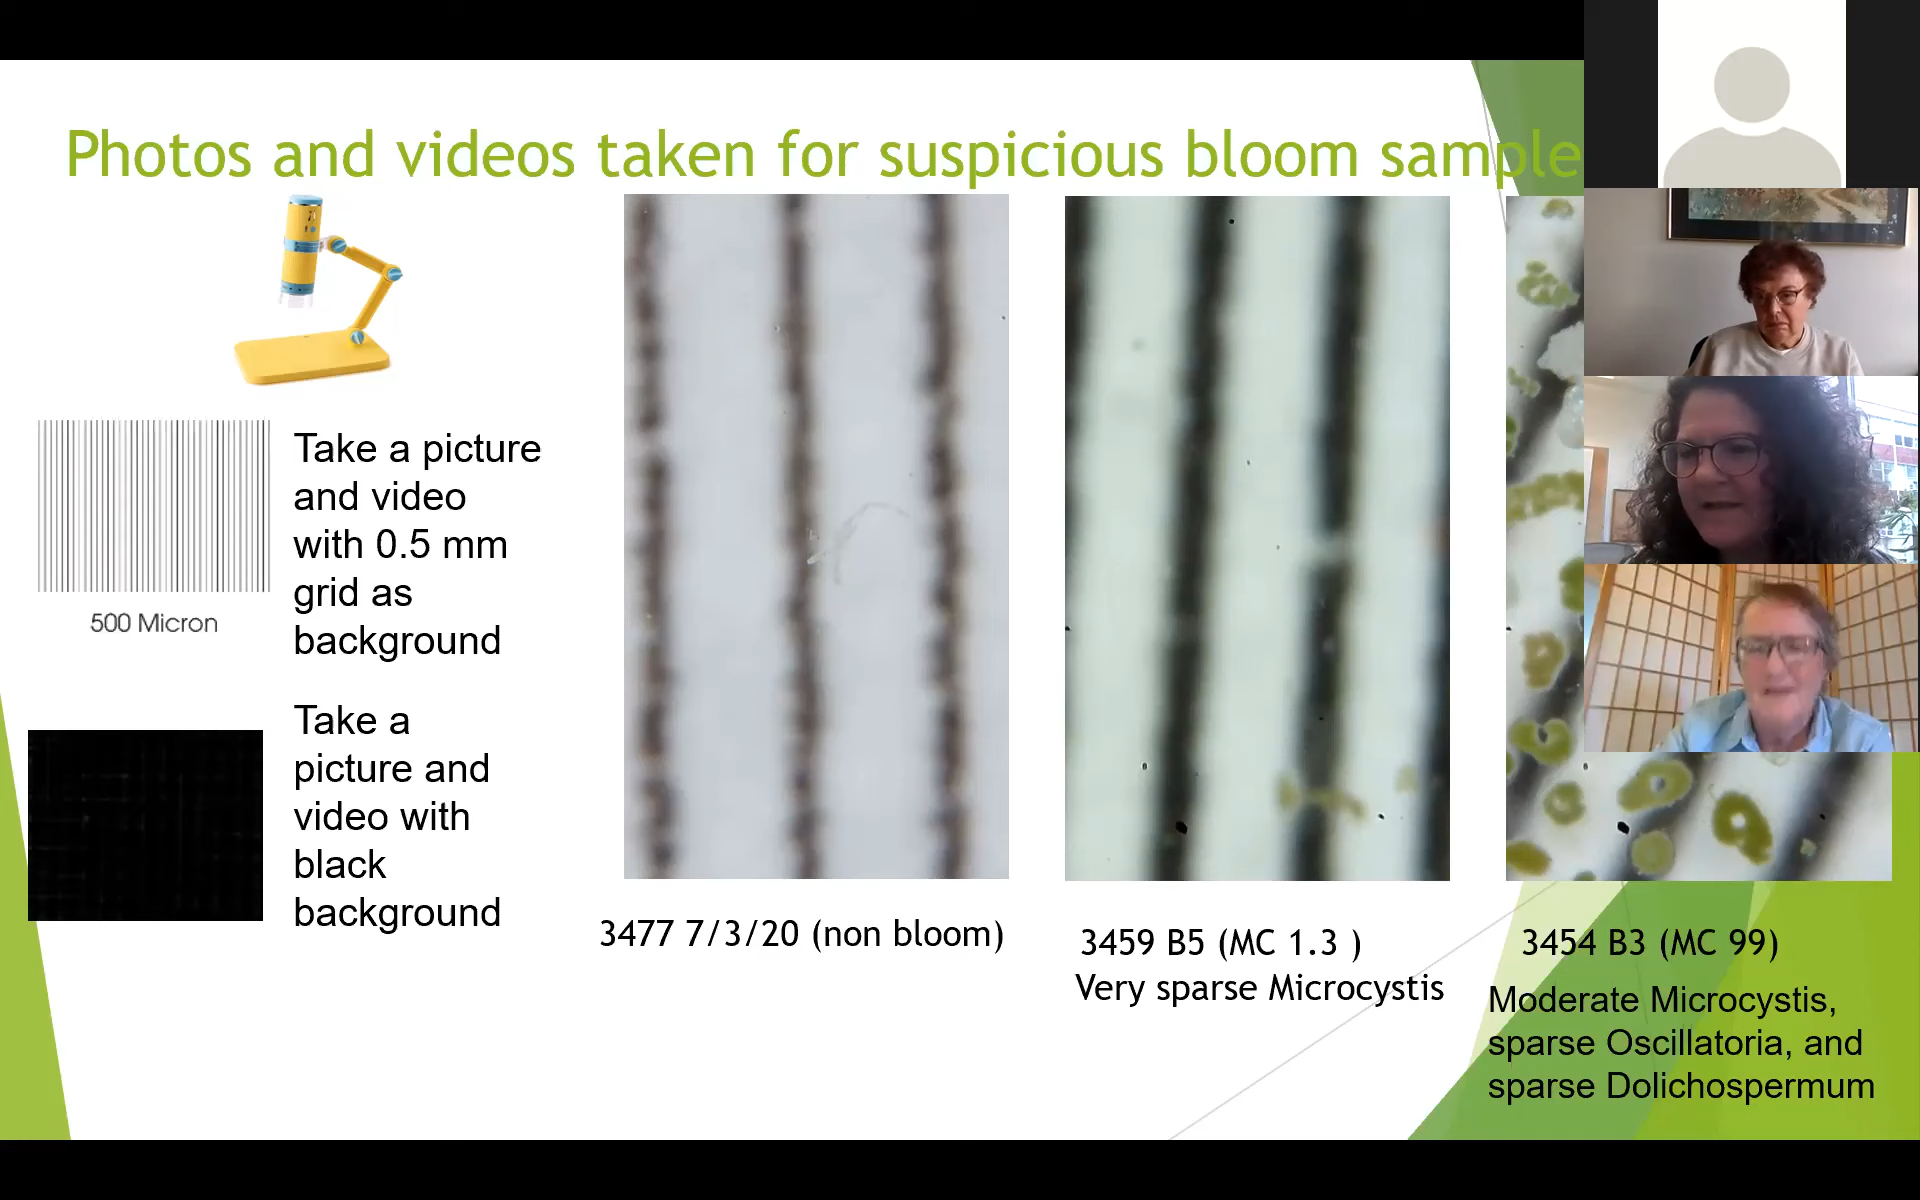 Photos and videos taken for suspicious bloom sample
Take a picture
and video
with 0.5 mm
grid as
background
500 Micron
Take a
picture and
video with
black
background
3477 7/3/20 (non bloom)
3459 B5 (MC 1.3 )
Very sparse Microcystis
3454 B3 (MC 99)
Moderate Microcystis,
sparse Oscillatoria, and
sparse Dolichospermum